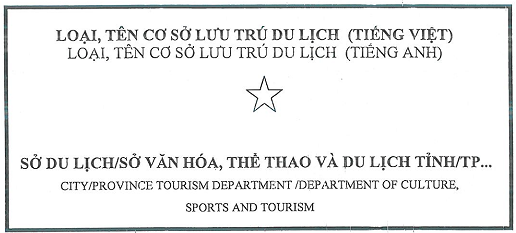 LOẠI, TÊN CƠ SỞ LƯU TRÚ DU LỊCH (TIẾNG VIỆT)
LOẠI, TÊN CƠ SỞ LƯU TRÚ DU LỊCH (TIẾNG ANH)
SỞ DU LỊCH/SỞ VĂN HÓA, THỂ THAO VÀ DU LỊCH TỈNH/TP...
CITY/PROVINCE TOURISM DEPARTMENT /DEPARTMENT OF CULTURE,
SPORTS AND TOURISM